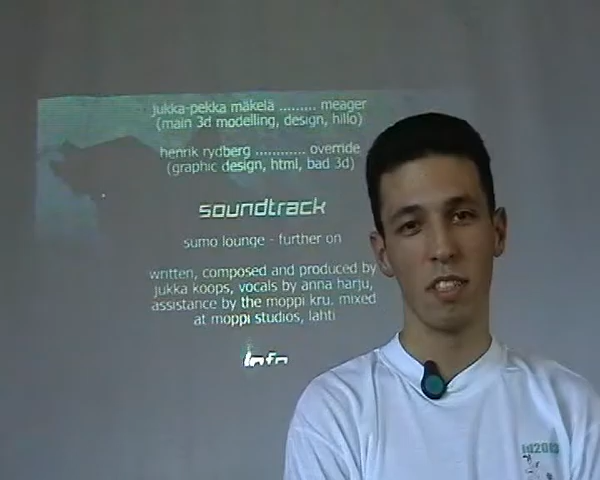 jukka-pekka mäkelä ......... meager
(main 3d modelling, design, hillo)
henrik rydberg ............ override
(graphic design, html, bad 3d)
soundtrack
sumo lounge - further on
written, composed and produced by
jukka koops, vocals by anna harju,
assistance by the moppi kru. mixed
at moppi studios, lahti
Info